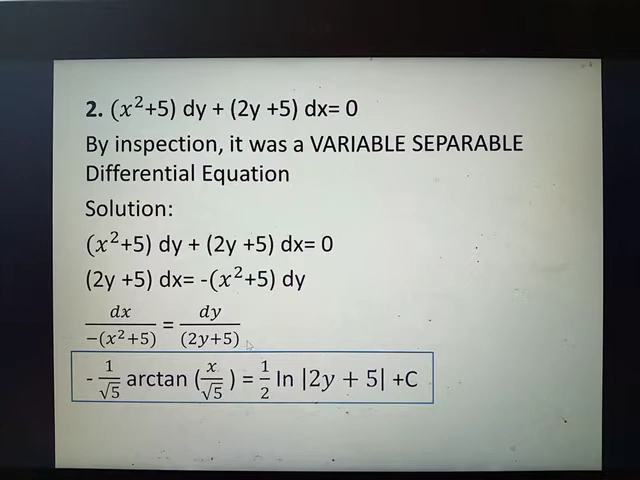 2. (x²+5) dy + (2y +5) dx= 0
By inspection, it was a VARIABLE SEPARABLE
Differential Equation
Solution:
(x²+5) dy + (2y +5) dx= 0
(2y +5) dx= -(x²+5) dy
dx/−(x²+5) = dy/(2y+5)
- 1/√5 arctan (x/√5) = 1/2 ln |2y + 5| +C